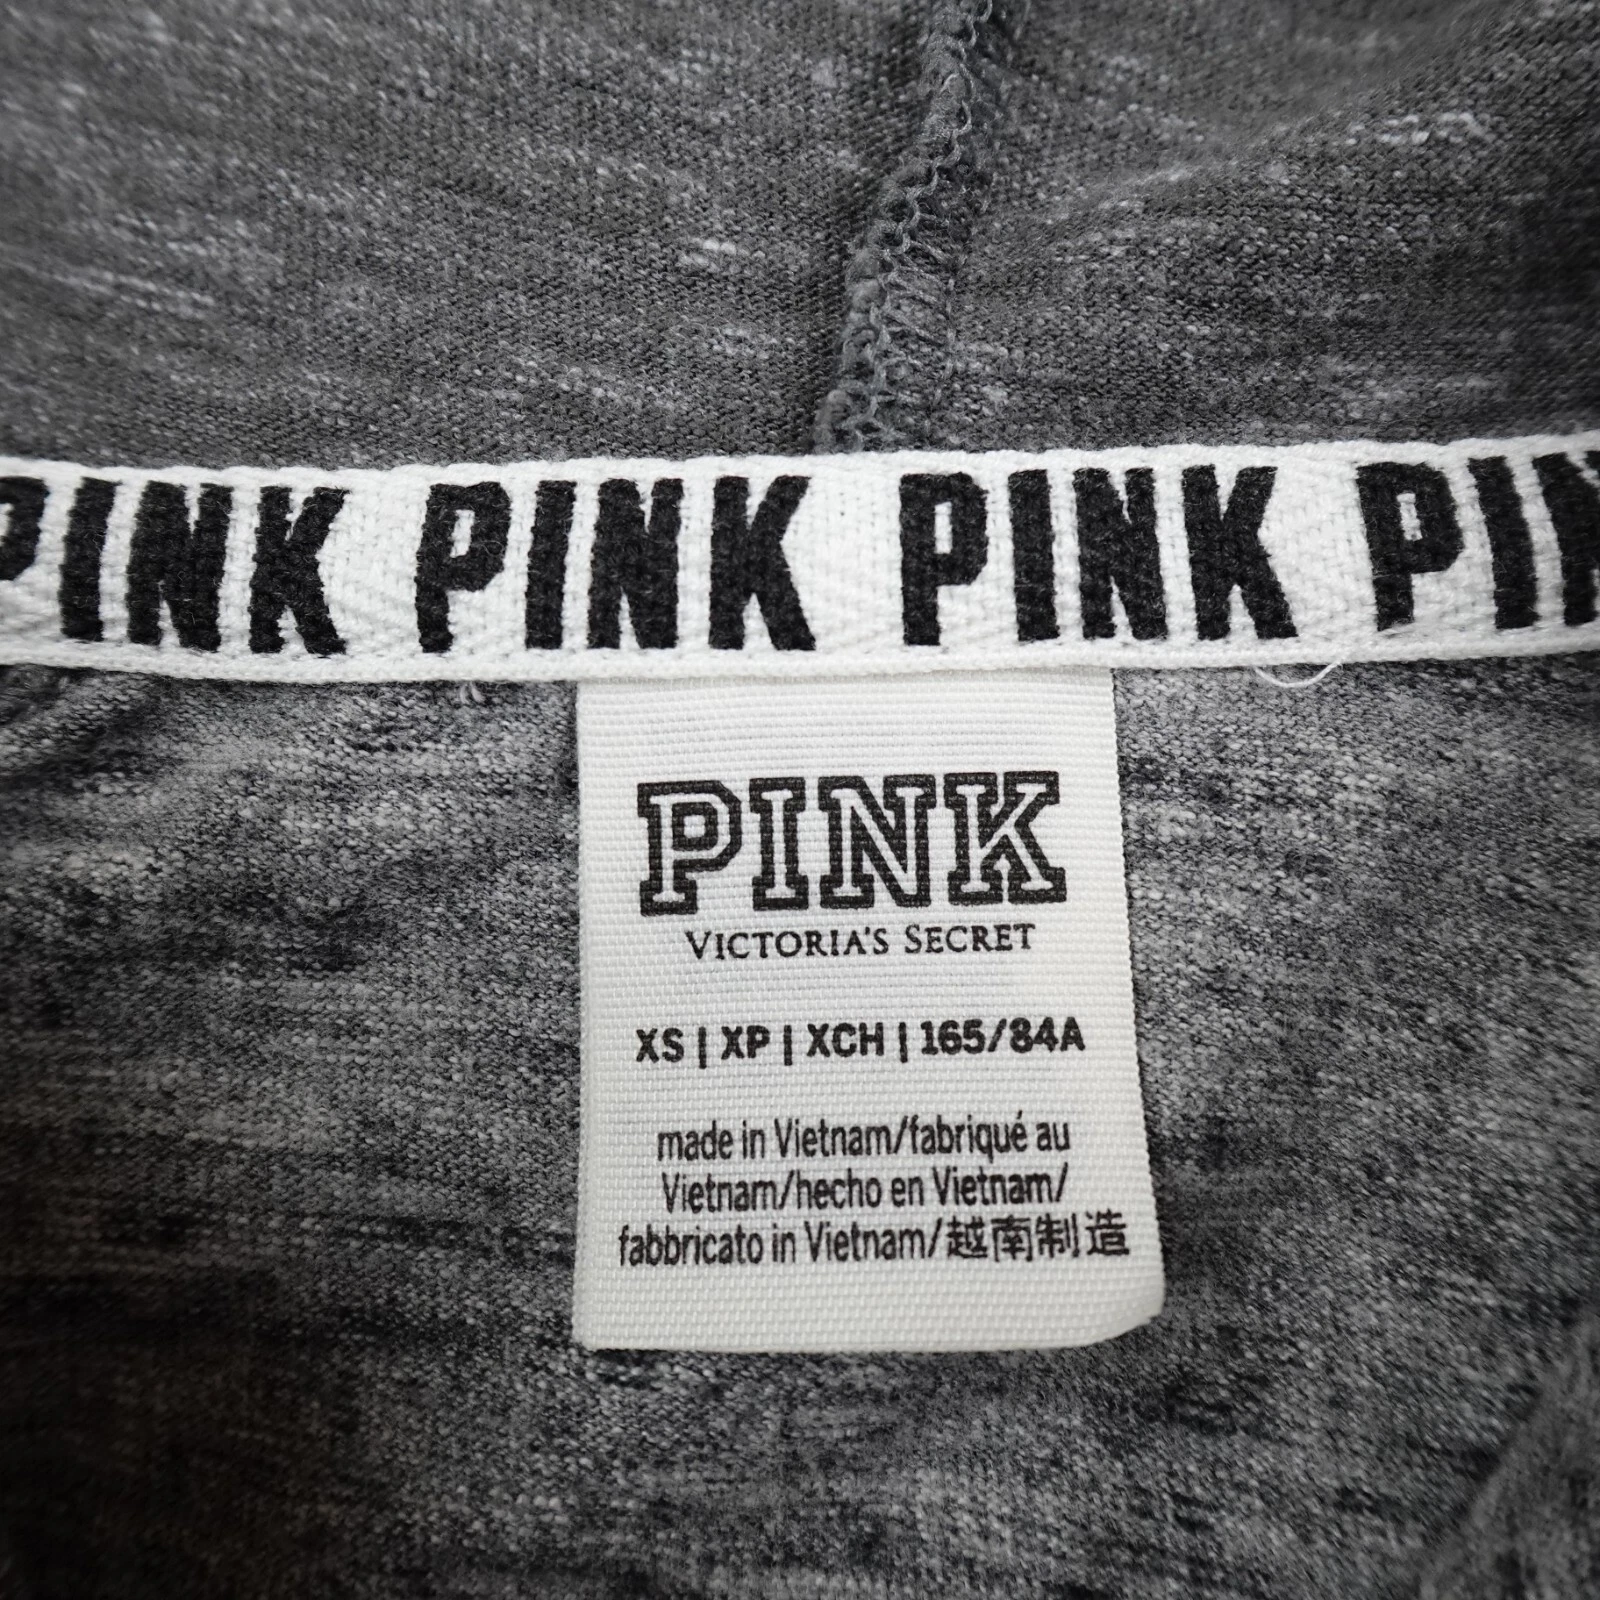 PINK PINK PINK PIN
PINK
VICTORIA'S SECRET
XS | XP | XCH | 165/84A
made in Vietnam/fabriqué au
Vietnam/hecho en Vietnam/
fabbricato in Vietnam/越南制造